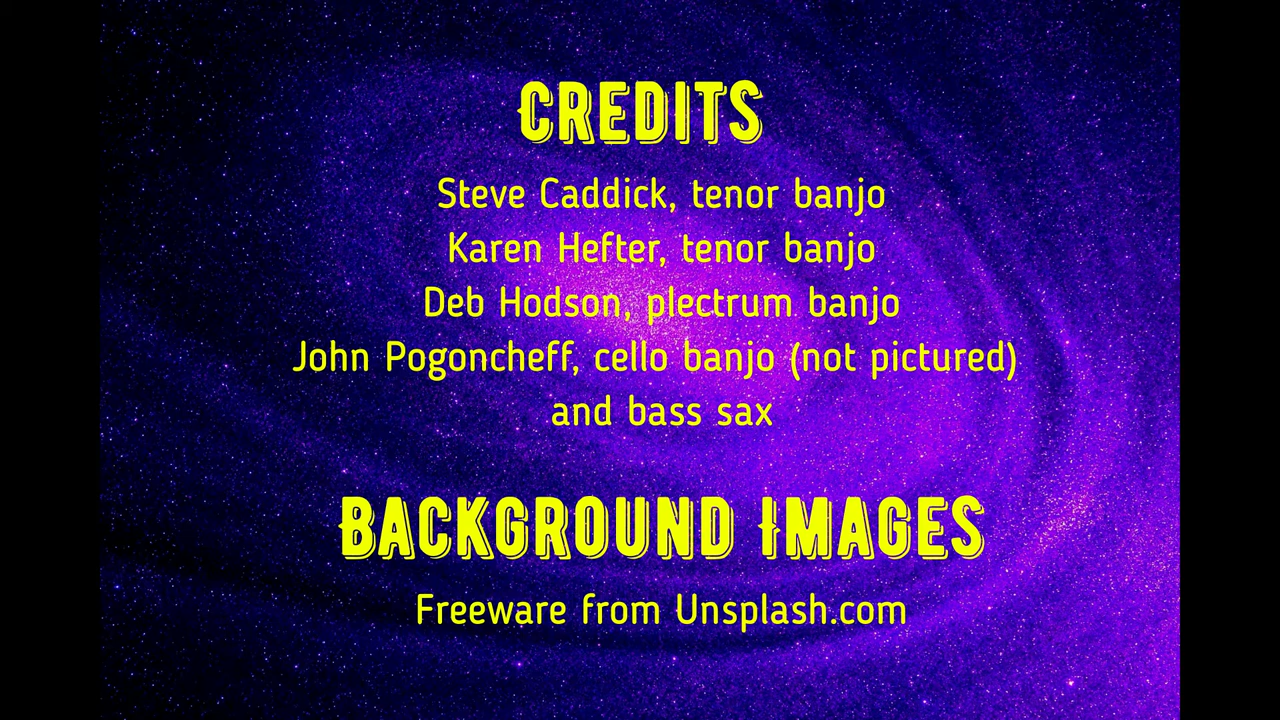 CREDITS
Steve Caddick, tenor banjo
Karen Hefter, tenor banjo
Deb Hodson, plectrum banjo
John Pogoncheff, cello banjo (not pictured)
and bass sax
BACKGROUND IMAGES
Freeware from Unsplash.com